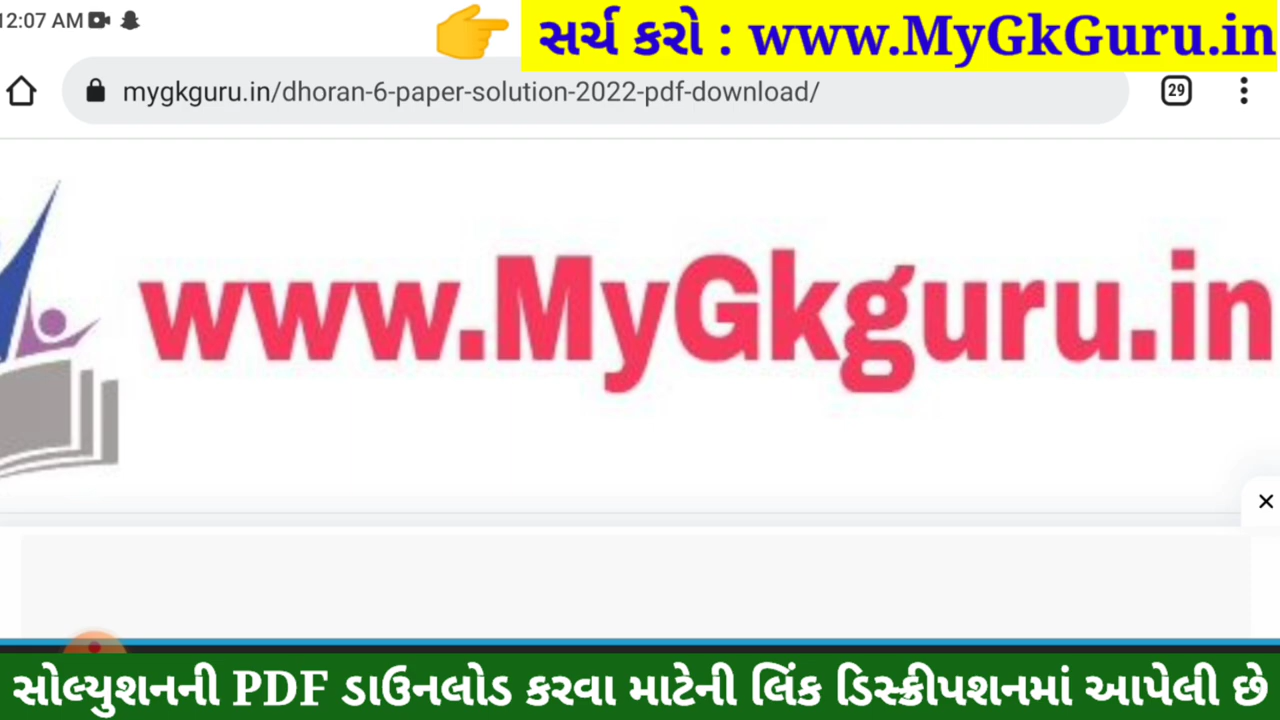 12:07 AM
સર્ચ કરો : www.MyGkGuru.in
mygkguru.in/dhoran-6-paper-solution-2022-pdf-download/
29
www.MyGkguru.in
સોલ્યુશનની PDF ડાઉનલોડ કરવા માટેની લિંક ડિસ્ક્રીપશનમાં આપેલી છે